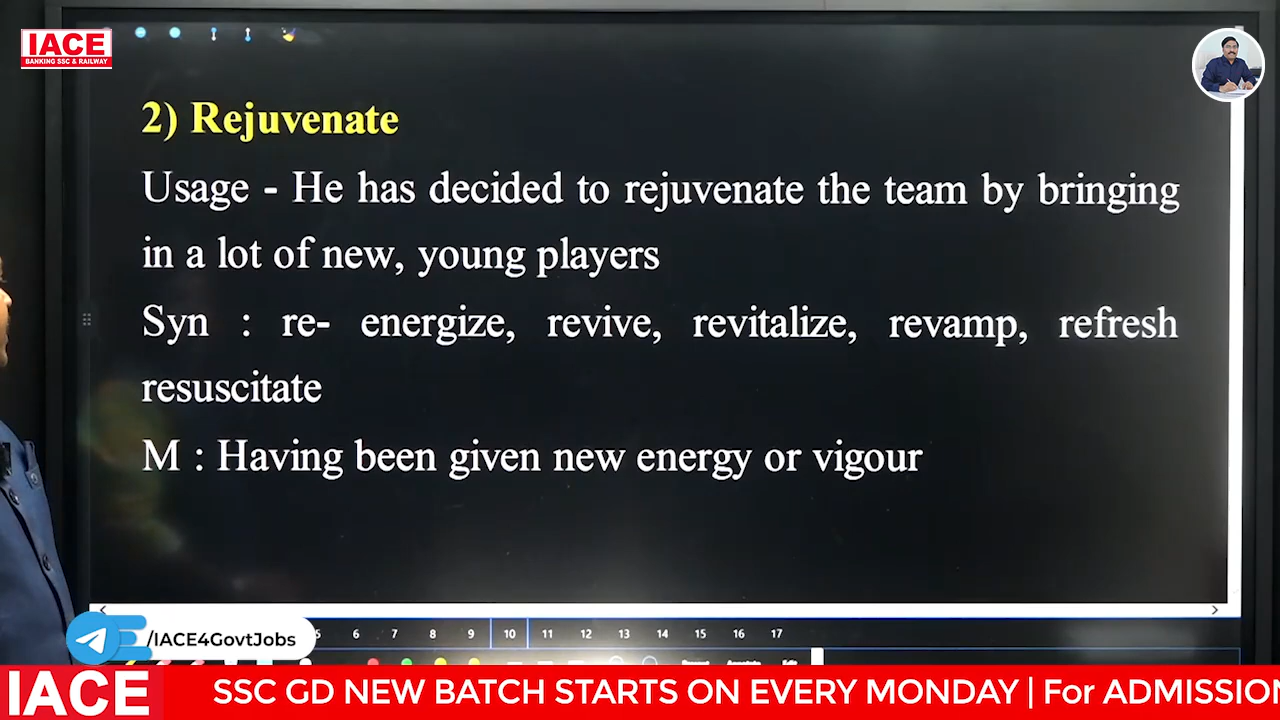 IACE
BANKING SSC & RAILWAY
2) Rejuvenate
Usage - He has decided to rejuvenate the team by bringing
in a lot of new, young players
Syn : re- energize, revive, revitalize, revamp, refresh
resuscitate
M : Having been given new energy or vigour
/IACE4GovtJobs
6 7 8 9 10 11 12 13 14 15 16 17
IACE SSC GD NEW BATCH STARTS ON EVERY MONDAY | For ADMISSION